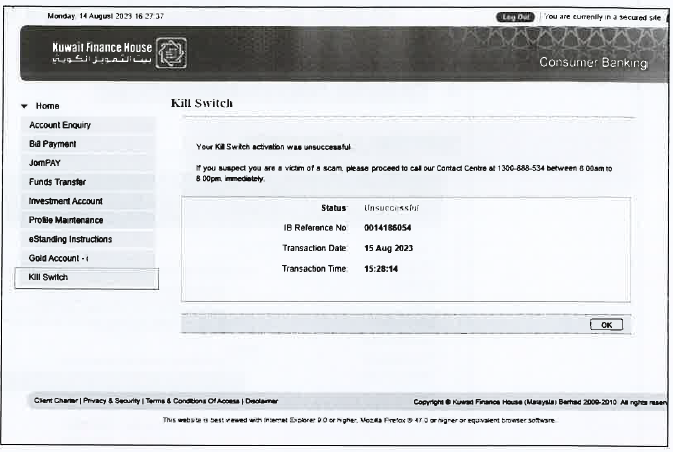 Monday, 14 August 2023 16:27:37
Log Out You are currently in a secured site
Kuwait Finance House
بيت التمويل الكويتي
Consumer Banking
Home
Account Enquiry
Bill Payment
JomPAY
Funds Transfer
Investment Account
Profile Maintenance
eStanding Instructions
Gold Account - i
Kill Switch
Kill Switch
Your Kill Switch activation was unsuccessful
If you suspect you are a victim of a scam, please proceed to call our Contact Centre at 1300-888-534 between 8:00am to
8:00pm, immediately.
Status: Unsuccessful
IB Reference No: 0014186054
Transaction Date: 15 Aug 2023
Transaction Time: 15:28:14
OK
Client Charter | Privacy & Security | Terms & Conditions Of Access | Disclaimer
Copyright © Kuwait Finance House (Malaysia) Berhad 2009-2010. All rights reser
This website is best viewed with Internet Explorer 9.0 or higher, Mozilla Firefox ® 47.0 or higher or equivalent browser software.